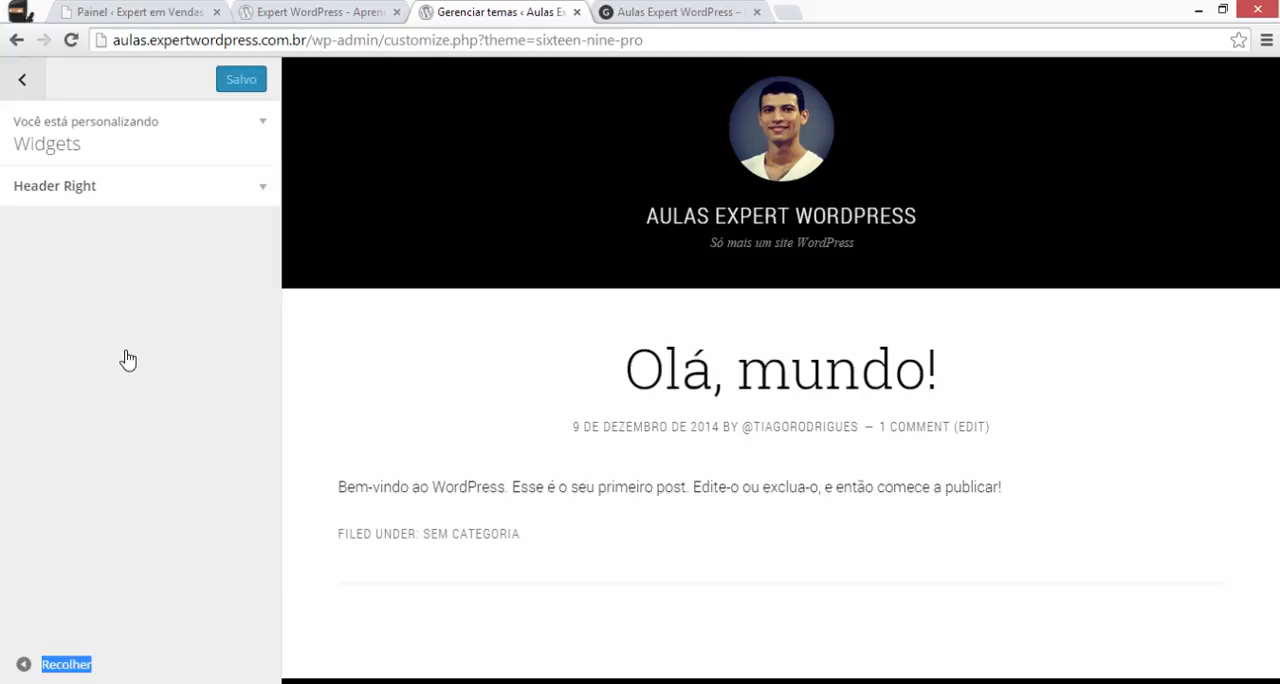 Painel ‹ Expert em Vendas
Expert WordPress - Apren
Gerenciar temas ‹ Aulas Ex
Aulas Expert WordPress –
aulas.expertwordpress.com.br/wp-admin/customize.php?theme=sixteen-nine-pro
Salvo
Você está personalizando
Widgets
Header Right
Recolher
AULAS EXPERT WORDPRESS
Só mais um site WordPress
Olá, mundo!
9 DE DEZEMBRO DE 2014 BY @TIAGORODRIGUES — 1 COMMENT (EDIT)
Bem-vindo ao WordPress. Esse é o seu primeiro post. Edite-o ou exclua-o, e então comece a publicar!
FILED UNDER: SEM CATEGORIA